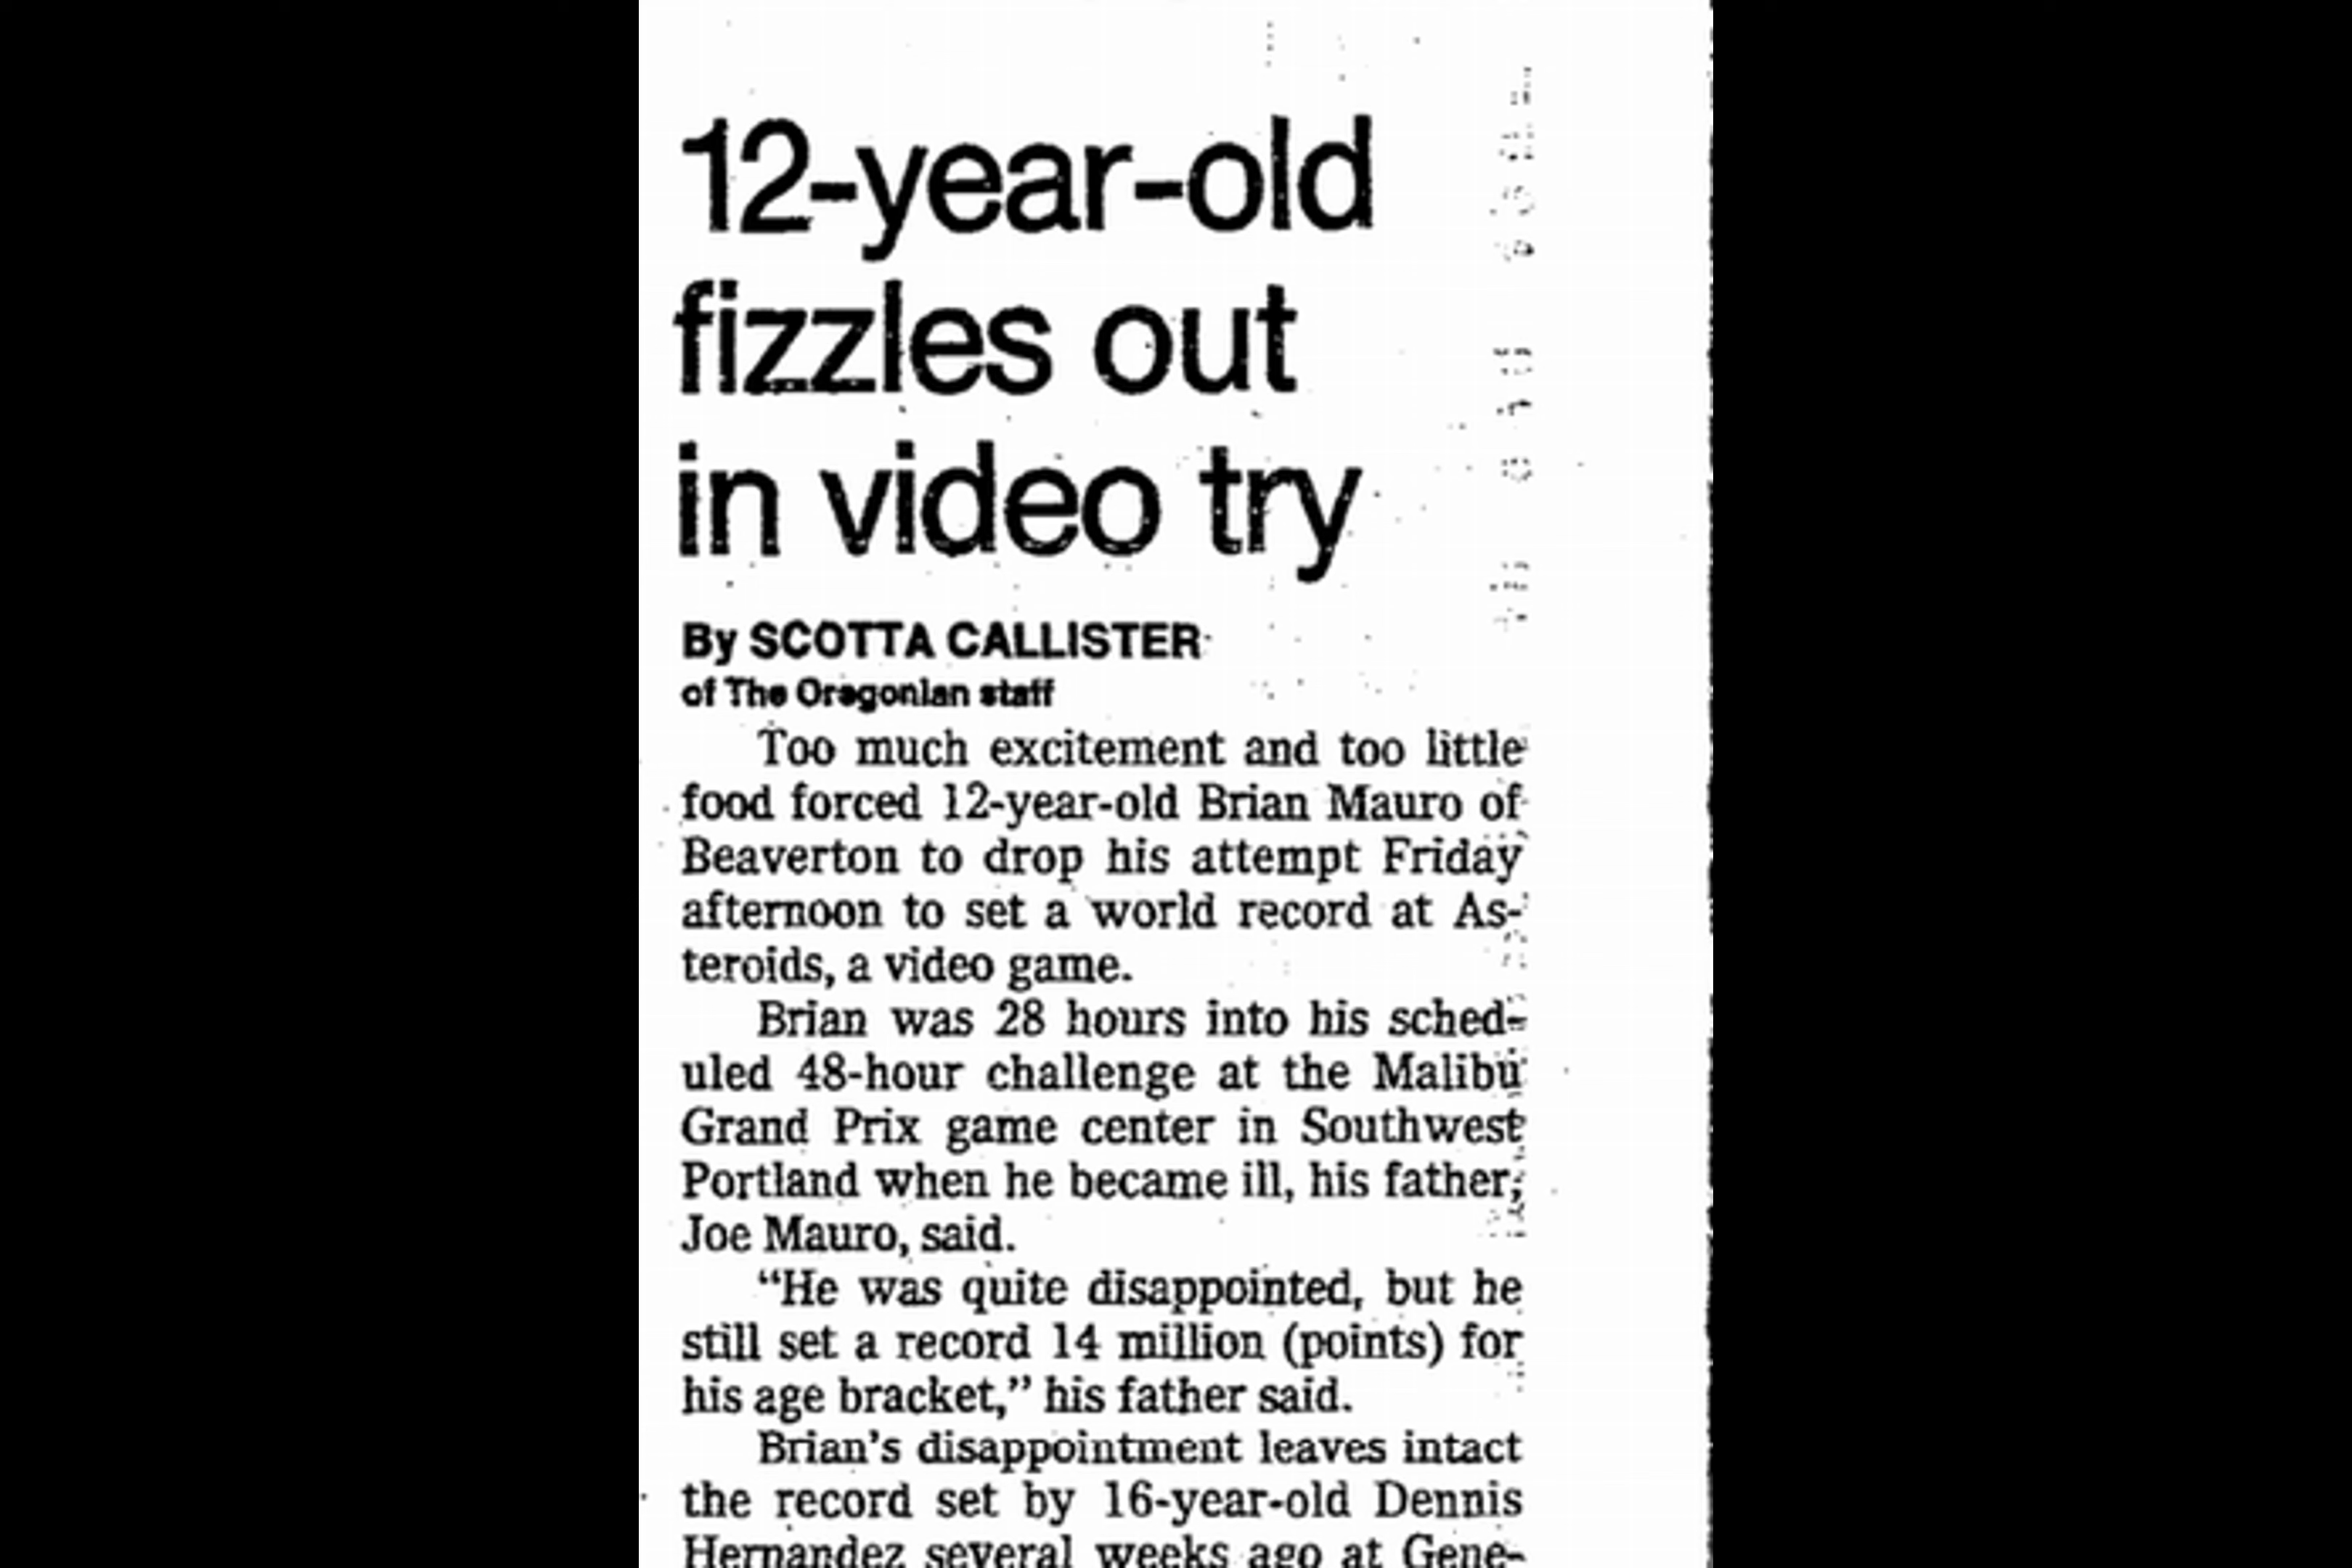 12-year-old
fizzles out
in video try
By SCOTTA CALLISTER
of The Oregonian staff
Too much excitement and too little
food forced 12-year-old Brian Mauro of
Beaverton to drop his attempt Friday
afternoon to set a world record at As-
teroids, a video game.
Brian was 28 hours into his sched-
uled 48-hour challenge at the Malibu
Grand Prix game center in Southwest
Portland when he became ill, his father,
Joe Mauro, said.
“He was quite disappointed, but he
still set a record 14 million (points) for
his age bracket,” his father said.
Brian’s disappointment leaves intact
the record set by 16-year-old Dennis
Hernandez several weeks ago at Gene-